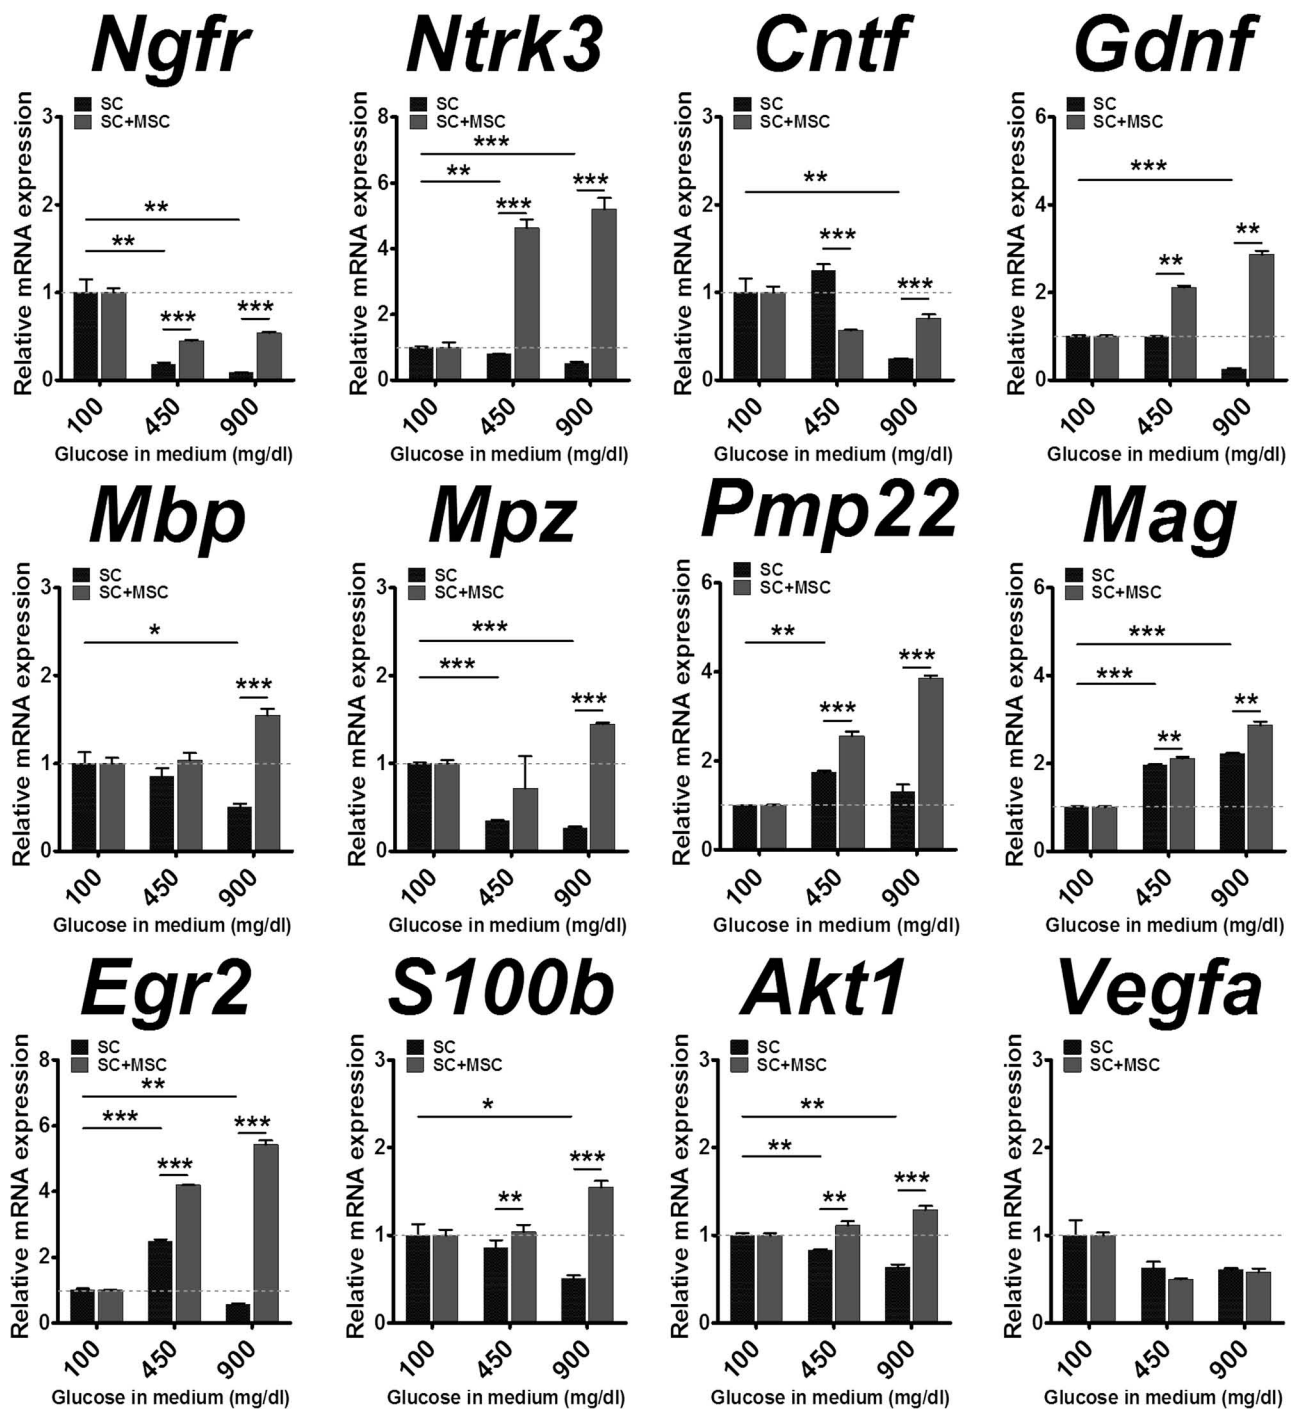 Ngfr
SC
SC+MSC
Relative mRNA expression
3
2
1
0
**
**
***
***
100
450
900
Glucose in medium (mg/dl)
Ntrk3
SC
SC+MSC
Relative mRNA expression
8
6
4
2
0
***
**
***
***
100
450
900
Glucose in medium (mg/dl)
Cntf
SC
SC+MSC
Relative mRNA expression
3
2
1
0
**
***
***
100
450
900
Glucose in medium (mg/dl)
Gdnf
SC
SC+MSC
Relative mRNA expression
6
4
2
0
***
**
**
100
450
900
Glucose in medium (mg/dl)
Mbp
SC
SC+MSC
Relative mRNA expression
3
2
1
0
*
***
100
450
900
Glucose in medium (mg/dl)
Mpz
SC
SC+MSC
Relative mRNA expression
3
2
1
0
***
***
***
100
450
900
Glucose in medium (mg/dl)
Pmp22
SC
SC+MSC
Relative mRNA expression
6
4
2
0
**
***
***
100
450
900
Glucose in medium (mg/dl)
Mag
SC
SC+MSC
Relative mRNA expression
6
4
2
0
***
***
**
**
100
450
900
Glucose in medium (mg/dl)
Egr2
SC
SC+MSC
Relative mRNA expression
8
6
4
2
0
**
***
***
***
100
450
900
Glucose in medium (mg/dl)
S100b
SC
SC+MSC
Relative mRNA expression
3
2
1
0
*
***
**
100
450
900
Glucose in medium (mg/dl)
Akt1
SC
SC+MSC
Relative mRNA expression
3
2
1
0
**
**
***
**
100
450
900
Glucose in medium (mg/dl)
Vegfa
SC
SC+MSC
Relative mRNA expression
3
2
1
0
100
450
900
Glucose in medium (mg/dl)